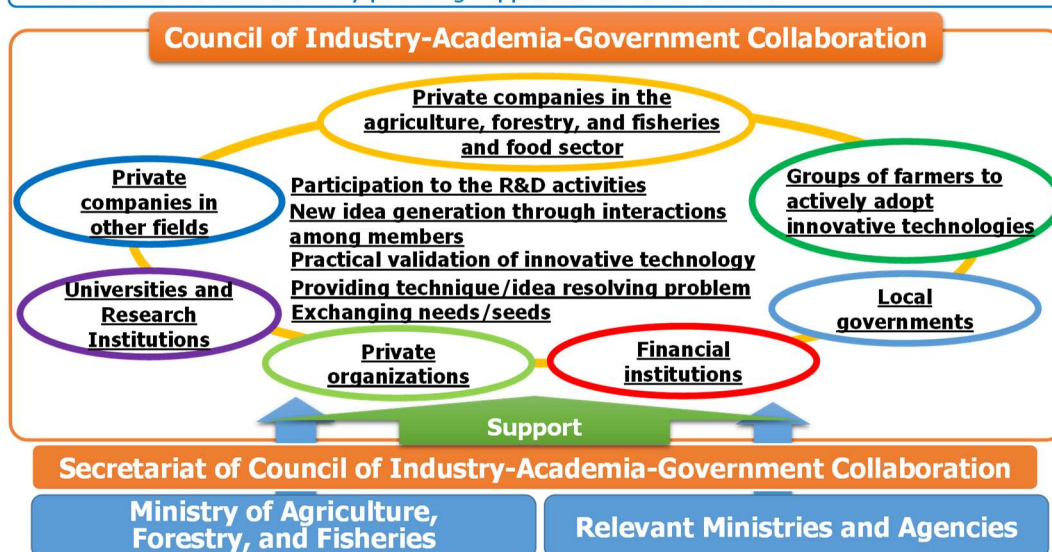 Council of Industry-Academia-Government Collaboration
Private companies in the
agriculture, forestry, and fisheries
and food sector
Private
companies in
other fields
Groups of farmers to
actively adopt
innovative technologies
Participation to the R&D activities
New idea generation through interactions
among members
Practical validation of innovative technology
Providing technique/idea resolving problem
Exchanging needs/seeds
Universities and
Research
Institutions
Local
governments
Private
organizations
Financial
institutions
Support
Secretariat of Council of Industry-Academia-Government Collaboration
Ministry of Agriculture,
Forestry, and Fisheries
Relevant Ministries and Agencies